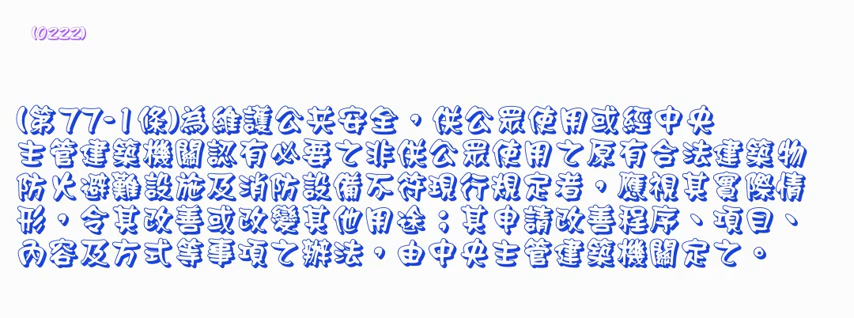 (0222)
(第77-1條)為維護公共安全，供公眾使用或經中央
主管建築機關認有必要之非供公眾使用之原有合法建築物
防火避難設施及消防設備不符現行規定者，應視其實際情
形，令其改善或改變其他用途；其申請改善程序、項目、
內容及方式等事項之辦法，由中央主管建築機關定之。